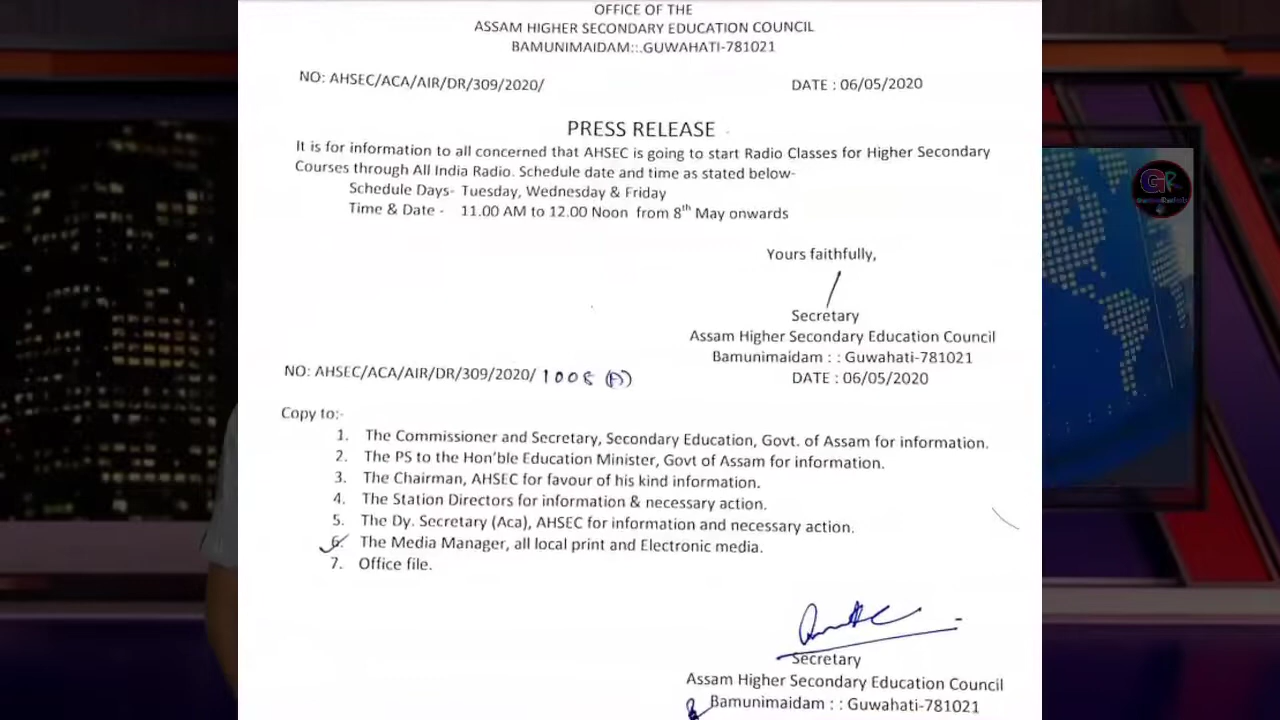 OFFICE OF THE
ASSAM HIGHER SECONDARY EDUCATION COUNCIL
BAMUNIMAIDAM::.GUWAHATI-781021
NO: AHSEC/ACA/AIR/DR/309/2020/ DATE : 06/05/2020
PRESS RELEASE
It is for information to all concerned that AHSEC is going to start Radio Classes for Higher Secondary
Courses through All India Radio. Schedule date and time as stated below-
Schedule Days- Tuesday, Wednesday & Friday
Time & Date - 11.00 AM to 12.00 Noon from 8th May onwards
Yours faithfully,
Secretary
Assam Higher Secondary Education Council
Bamunimaidam : : Guwahati-781021
NO: AHSEC/ACA/AIR/DR/309/2020/ DATE : 06/05/2020
Copy to:-
1. The Commissioner and Secretary, Secondary Education, Govt. of Assam for information.
2. The PS to the Hon'ble Education Minister, Govt of Assam for information.
3. The Chairman, AHSEC for favour of his kind information.
4. The Station Directors for information & necessary action.
5. The Dy. Secretary (Aca), AHSEC for information and necessary action.
6. The Media Manager, all local print and Electronic media.
7. Office file.
Secretary
Assam Higher Secondary Education Council
Bamunimaidam : : Guwahati-781021
GR